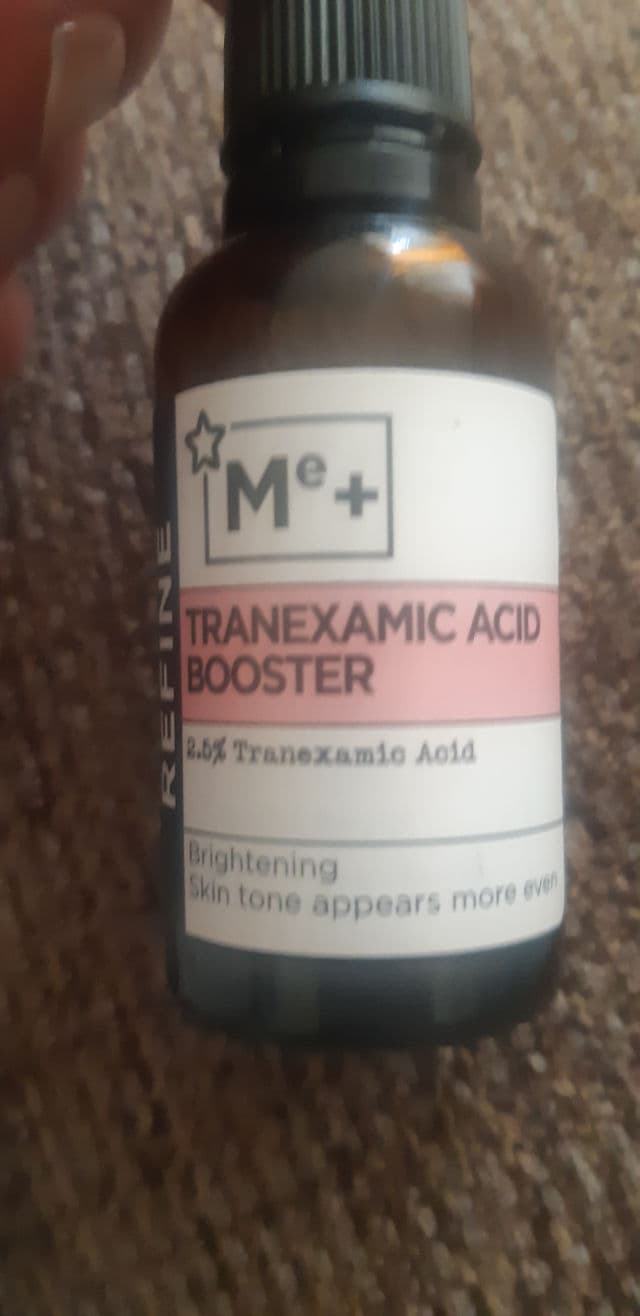 Me+
REFINE
TRANEXAMIC ACID
BOOSTER
2.5% Tranexamic Acid
Brightening
Skin tone appears more even